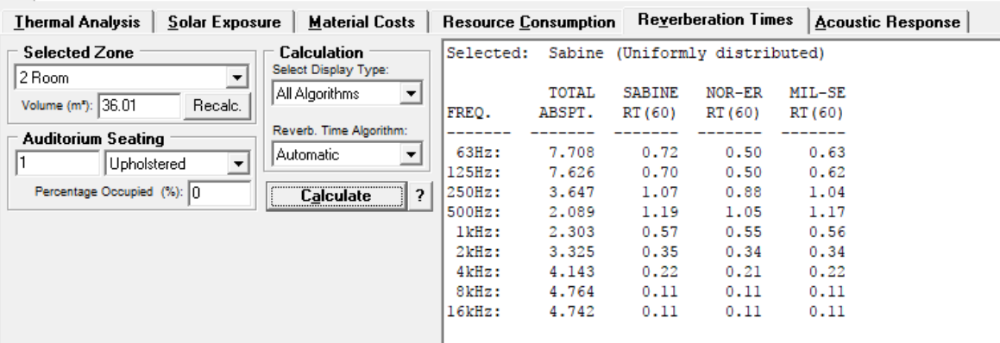 Thermal Analysis Solar Exposure Material Costs Resource Consumption Reverberation Times Acoustic Response
Selected Zone
2 Room
Volume (m³): 36.01 Recalc.
Auditorium Seating
1 Upholstered
Percentage Occupied (%): 0
Calculation
Select Display Type:
All Algorithms
Reverb. Time Algorithm:
Automatic
Calculate ?
Selected: Sabine (Uniformly distributed)
TOTAL SABINE NOR-ER MIL-SE
FREQ. ABSPT. RT(60) RT(60) RT(60)
------- ------- ------- ------- -------
63Hz: 7.708 0.72 0.50 0.63
125Hz: 7.626 0.70 0.50 0.62
250Hz: 3.647 1.07 0.88 1.04
500Hz: 2.089 1.19 1.05 1.17
1kHz: 2.303 0.57 0.55 0.56
2kHz: 3.325 0.35 0.34 0.34
4kHz: 4.143 0.22 0.21 0.22
8kHz: 4.764 0.11 0.11 0.11
16kHz: 4.742 0.11 0.11 0.11